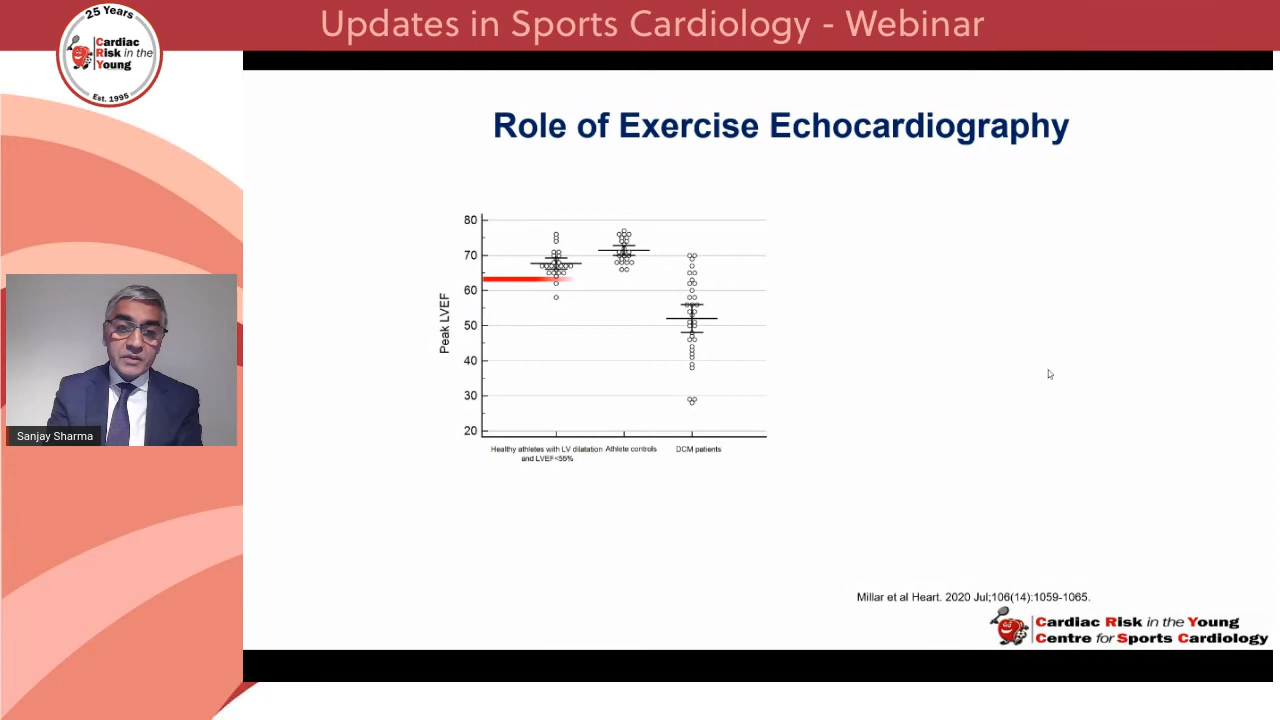 Updates in Sports Cardiology - Webinar
25 Years
Cardiac
Risk in the
Young
Est. 1995
Role of Exercise Echocardiography
80
70
60
50
40
30
20
Peak LVEF
Healthy athletes with LV dilatation
and LVEF<55%
Athlete controls
DCM patients
Sanjay Sharma
Millar et al Heart. 2020 Jul;106(14):1059-1065.
Cardiac Risk in the Young
Centre for Sports Cardiology